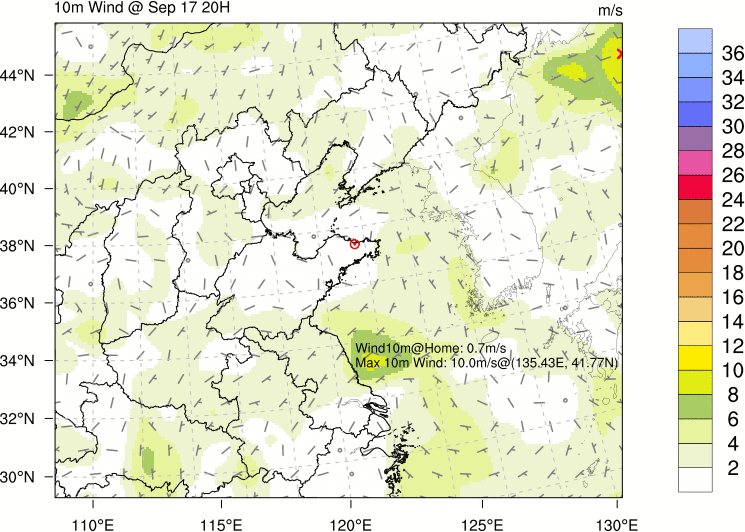 10m Wind @ Sep 17 20H
m/s
44°N
42°N
40°N
38°N
36°N
34°N
32°N
30°N
Wind10m@Home: 0.7m/s
Max 10m Wind: 10.0m/s@(135.43E, 41.77N)
110°E
115°E
120°E
125°E
130°E
36
34
32
30
28
26
24
22
20
18
16
14
12
10
8
6
4
2